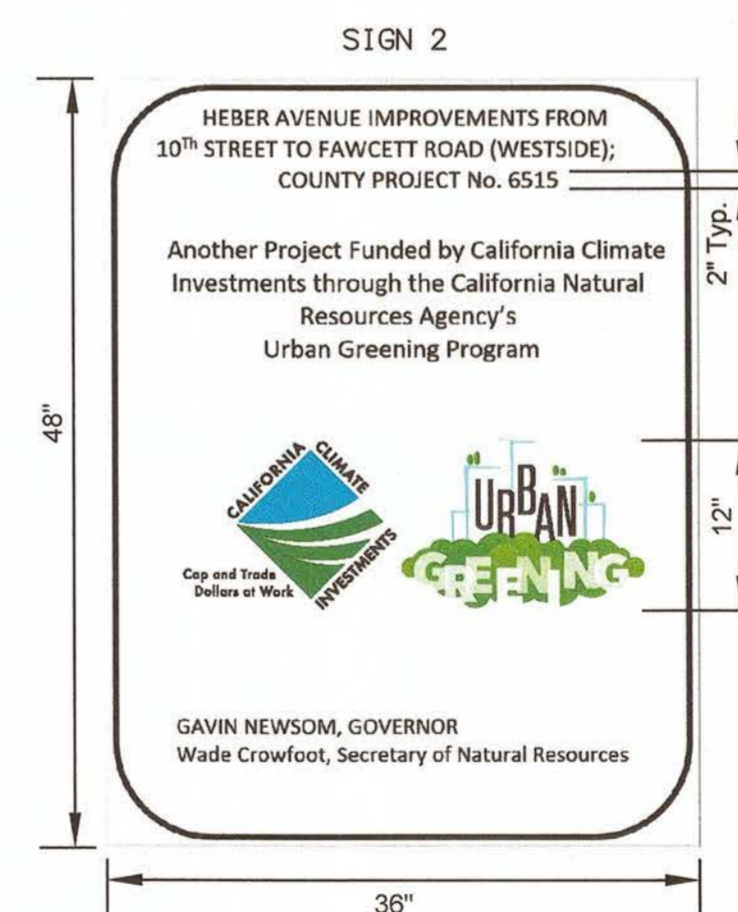 SIGN 2
HEBER AVENUE IMPROVEMENTS FROM
10Th STREET TO FAWCETT ROAD (WESTSIDE);
COUNTY PROJECT No. 6515
2" Typ.
Another Project Funded by California Climate
Investments through the California Natural
Resources Agency's
Urban Greening Program
48"
CALIFORNIA CLIMATE
INVESTMENTS
Cap and Trade
Dollars at Work
URBAN
GREENING
12"
GAVIN NEWSOM, GOVERNOR
Wade Crowfoot, Secretary of Natural Resources
36"